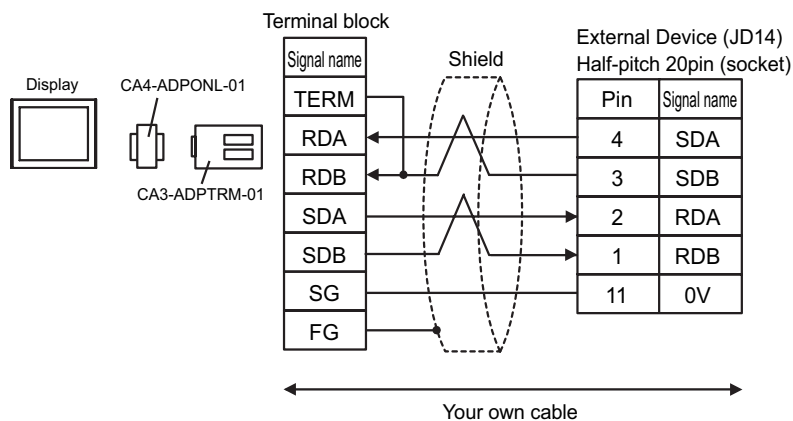 Terminal block
External Device (JD14)
Half-pitch 20pin (socket)
Display
CA4-ADPONL-01
CA3-ADPTRM-01
Signal name
TERM
RDA
RDB
SDA
SDB
SG
FG
Shield
Pin Signal name
4 SDA
3 SDB
2 RDA
1 RDB
11 0V
Your own cable